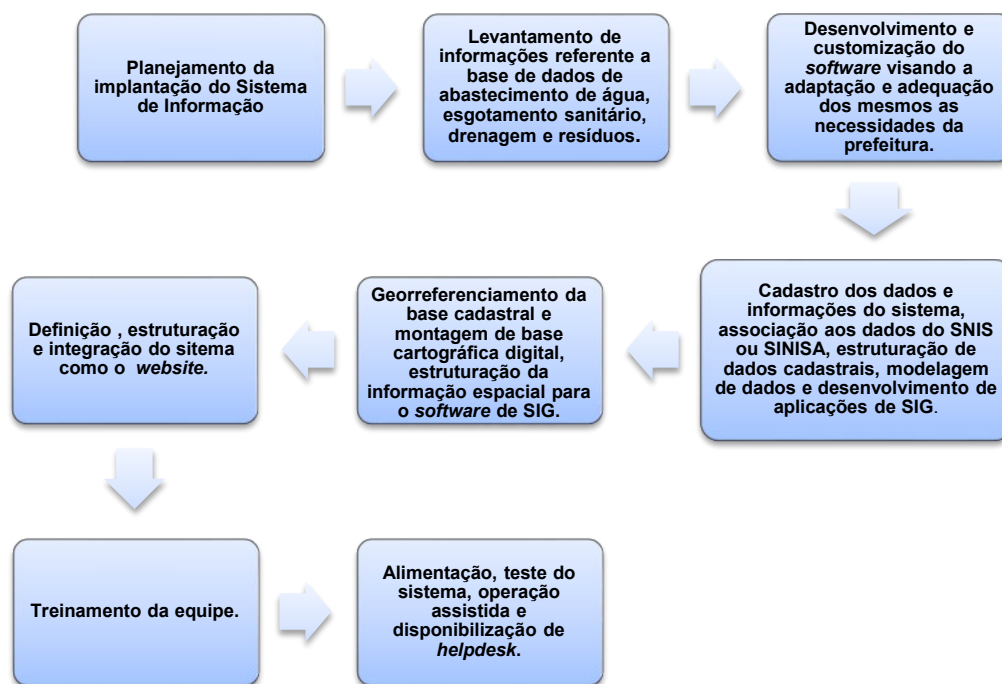 Planejamento da
implantação do Sistema
de Informação
Levantamento de
informações referente a
base de dados de
abastecimento de água,
esgotamento sanitário,
drenagem e resíduos.
Desenvolvimento e
customização do
software visando a
adaptação e adequação
dos mesmos as
necessidades da
prefeitura.
Cadastro dos dados e
informações do sistema,
associação aos dados do SNIS
ou SINISA, estruturação de
dados cadastrais, modelagem
de dados e desenvolvimento de
aplicações de SIG.
Georreferenciamento da
base cadastral e
montagem de base
cartográfica digital,
estruturação da
informação espacial para
o software de SIG.
Definição , estruturação
e integração do sitema
como o website.
Treinamento da equipe.
Alimentação, teste do
sistema, operação
assistida e
disponibilização de
helpdesk.